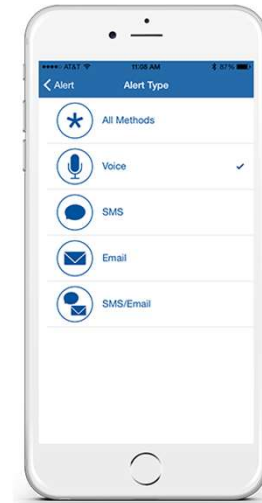 AT&T 11:08 AM 87%
Alert Alert Type
All Methods
Voice
SMS
Email
SMS/Email